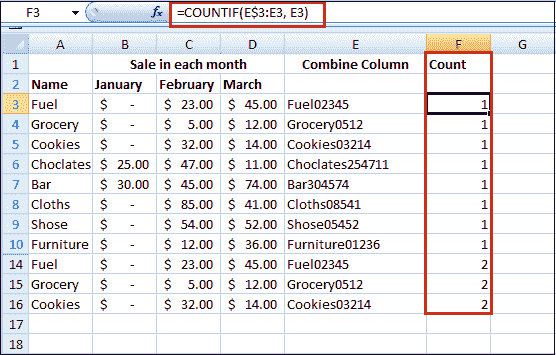 F3 fx =COUNTIF(E$3:E3, E3)
A B C D E F G
1 Sale in each month Combine Column Count
2 Name January February March
3 Fuel $ - $ 23.00 $ 45.00 Fuel02345 1
4 Grocery $ - $ 5.00 $ 12.00 Grocery0512 1
5 Cookies $ - $ 32.00 $ 14.00 Cookies03214 1
6 Choclates $ 25.00 $ 47.00 $ 11.00 Choclates254711 1
7 Bar $ 30.00 $ 45.00 $ 74.00 Bar304574 1
8 Cloths $ - $ 85.00 $ 41.00 Cloths08541 1
9 Shose $ - $ 54.00 $ 52.00 Shose05452 1
10 Furniture $ - $ 12.00 $ 36.00 Furniture01236 1
14 Fuel $ - $ 23.00 $ 45.00 Fuel02345 2
15 Grocery $ - $ 5.00 $ 12.00 Grocery0512 2
16 Cookies $ - $ 32.00 $ 14.00 Cookies03214 2
17
18